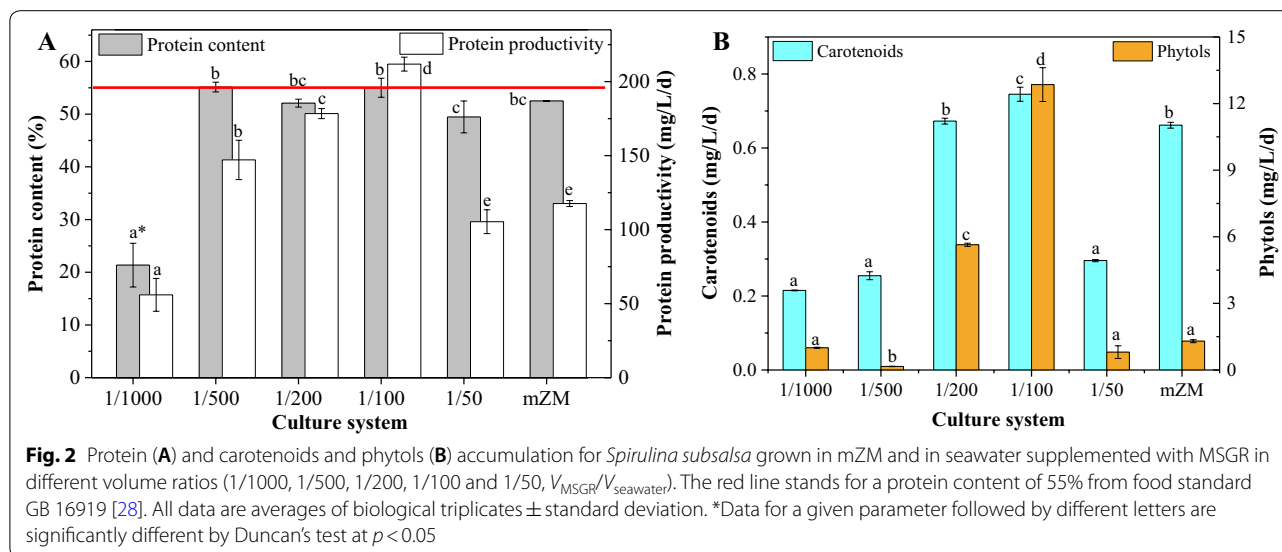 A
Protein content
Protein productivity
60
50
40
30
20
10
0
Protein content (%)
200
150
100
50
0
Protein productivity (mg/L/d)
a*
a
b
b
bc
c
b
d
c
e
bc
e
1/1000 1/500 1/200 1/100 1/50 mZM
Culture system
B
Carotenoids
Phytols
0.8
0.6
0.4
0.2
0.0
Carotenoids (mg/L/d)
15
12
9
6
3
0
Phytols (mg/L/d)
a
a
a
b
b
c
c
d
a
a
b
a
1/1000 1/500 1/200 1/100 1/50 mZM
Culture system
Fig. 2 Protein (A) and carotenoids and phytols (B) accumulation for Spirulina subsalsa grown in mZM and in seawater supplemented with MSGR in
different volume ratios (1/1000, 1/500, 1/200, 1/100 and 1/50, VMSGR/Vseawater). The red line stands for a protein content of 55% from food standard
GB 16919 [28]. All data are averages of biological triplicates ± standard deviation. *Data for a given parameter followed by different letters are
significantly different by Duncan's test at p < 0.05